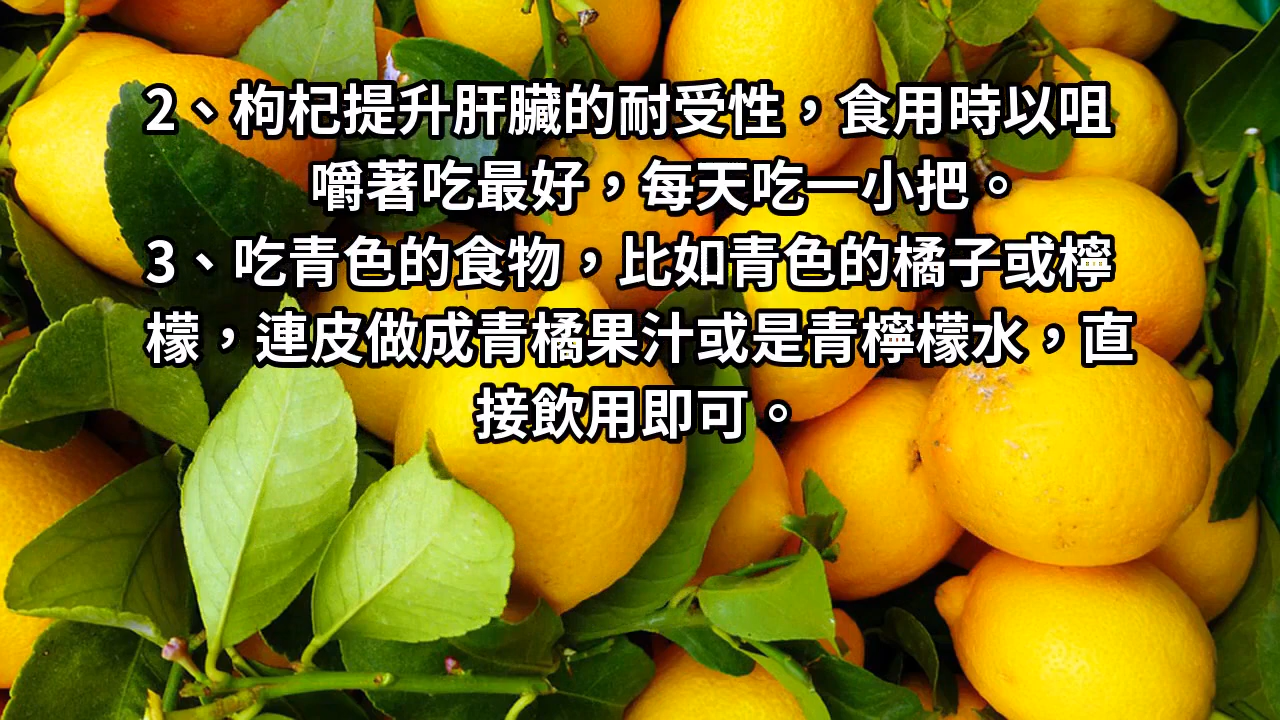 2、枸杞提升肝臟的耐受性，食用時以咀
嚼著吃最好，每天吃一小把。
3、吃青色的食物，比如青色的橘子或檸
檬，連皮做成青橘果汁或是青檸檬水，直
接飲用即可。